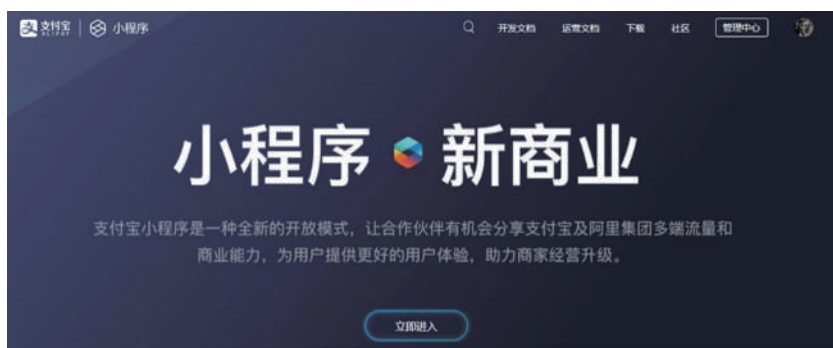 支 支付宝 ALIPAY 小程序 开发文档 运营文档 下载 社区 管理中心
小程序 新商业
支付宝小程序是一种全新的开放模式，让合作伙伴有机会分享支付宝及阿里集团多端流量和
商业能力，为用户提供更好的用户体验，助力商家经营升级。
立即进入